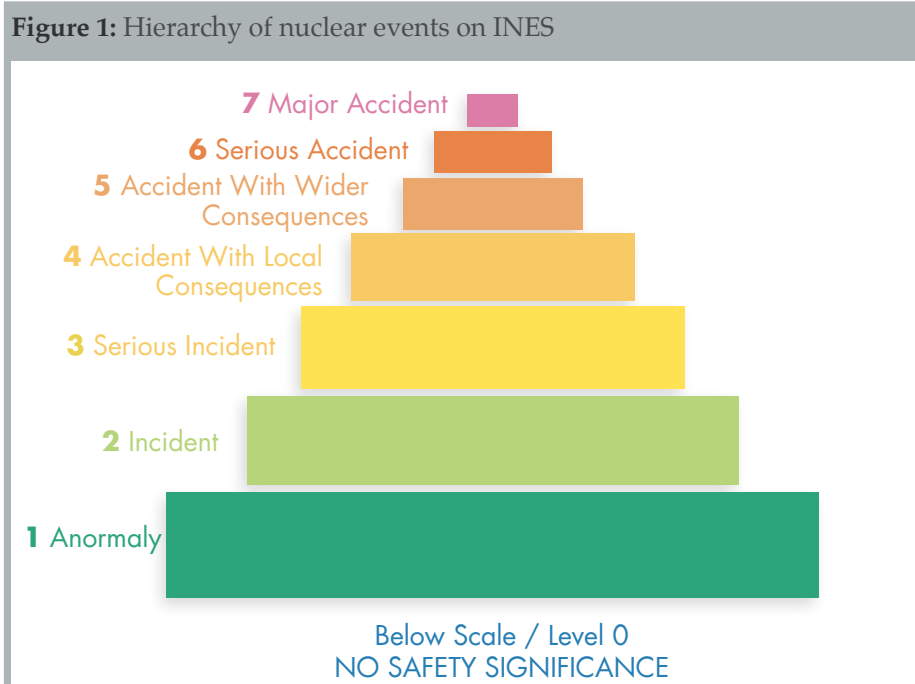 Figure 1: Hierarchy of nuclear events on INES
7 Major Accident
6 Serious Accident
5 Accident With Wider
Consequences
4 Accident With Local
Consequences
3 Serious Incident
2 Incident
1 Anormaly
Below Scale / Level 0
NO SAFETY SIGNIFICANCE